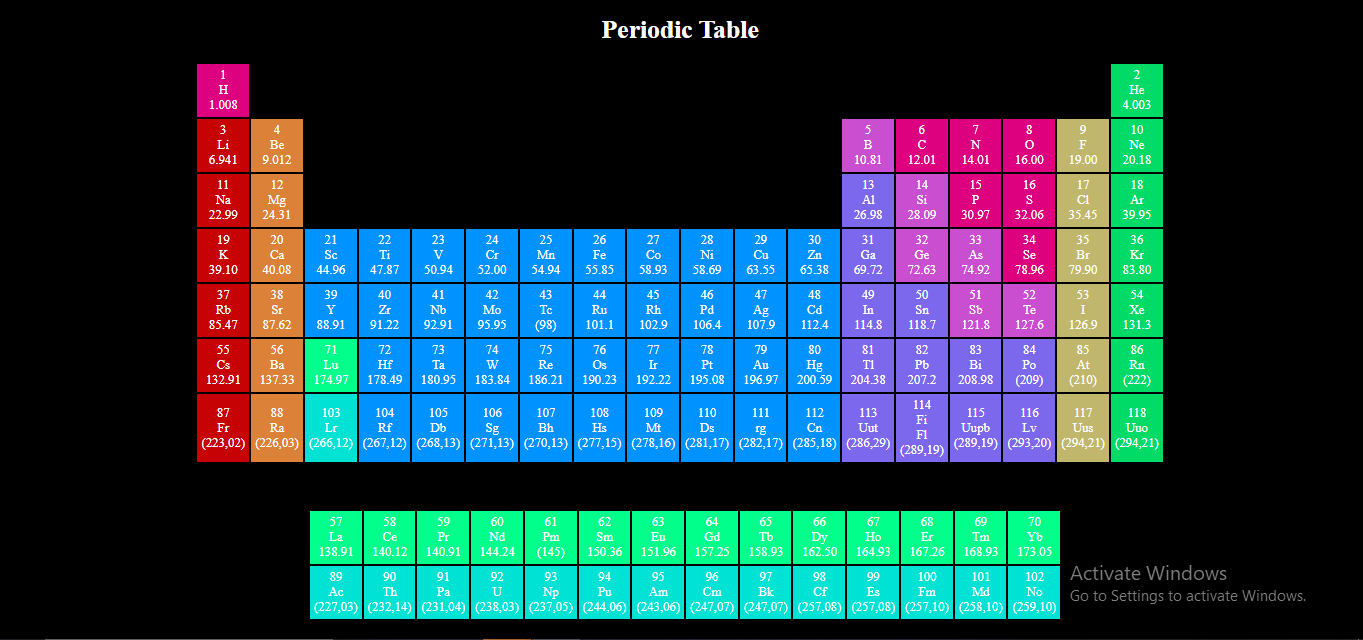 Periodic Table
1 2
H He
1.008 4.003
3 4 5 6 7 8 9 10
Li Be B C N O F Ne
6.941 9.012 10.81 12.01 14.01 16.00 19.00 20.18
11 12 13 14 15 16 17 18
Na Mg Al Si P S Cl Ar
22.99 24.31 26.98 28.09 30.97 32.06 35.45 39.95
19 20 21 22 23 24 25 26 27 28 29 30 31 32 33 34 35 36
K Ca Sc Ti V Cr Mn Fe Co Ni Cu Zn Ga Ge As Se Br Kr
39.10 40.08 44.96 47.87 50.94 52.00 54.94 55.85 58.93 58.69 63.55 65.38 69.72 72.63 74.92 78.96 79.90 83.80
37 38 39 40 41 42 43 44 45 46 47 48 49 50 51 52 53 54
Rb Sr Y Zr Nb Mo Tc Ru Rh Pd Ag Cd In Sn Sb Te I Xe
85.47 87.62 88.91 91.22 92.91 95.95 (98) 101.1 102.9 106.4 107.9 112.4 114.8 118.7 121.8 127.6 126.9 131.3
55 56 71 72 73 74 75 76 77 78 79 80 81 82 83 84 85 86
Cs Ba Lu Hf Ta W Re Os Ir Pt Au Hg Tl Pb Bi Po At Rn
132.91 137.33 174.97 178.49 180.95 183.84 186.21 190.23 192.22 195.08 196.97 200.59 204.38 207.2 208.98 (209) (210) (222)
87 88 103 104 105 106 107 108 109 110 111 112 113 114 115 116 117 118
Fr Ra Lr Rf Db Sg Bh Hs Mt Ds rg Cn Uut Fi Uupb Lv Uus Uuo
Fl
(223,02) (226,03) (266,12) (267,12) (268,13) (271,13) (270,13) (277,15) (278,16) (281,17) (282,17) (285,18) (286,29) (289,19) (289,19) (293,20) (294,21) (294,21)
57 58 59 60 61 62 63 64 65 66 67 68 69 70
La Ce Pr Nd Pm Sm Eu Gd Tb Dy Ho Er Tm Yb
138.91 140.12 140.91 144.24 (145) 150.36 151.96 157.25 158.93 162.50 164.93 167.26 168.93 173.05
89 90 91 92 93 94 95 96 97 98 99 100 101 102
Ac Th Pa U Np Pu Am Cm Bk Cf Es Fm Md No
(227,03) (232,14) (231,04) (238,03) (237,05) (244,06) (243,06) (247,07) (247,07) (257,08) (257,08) (257,10) (258,10) (259,10)
Activate Windows
Go to Settings to activate Windows.